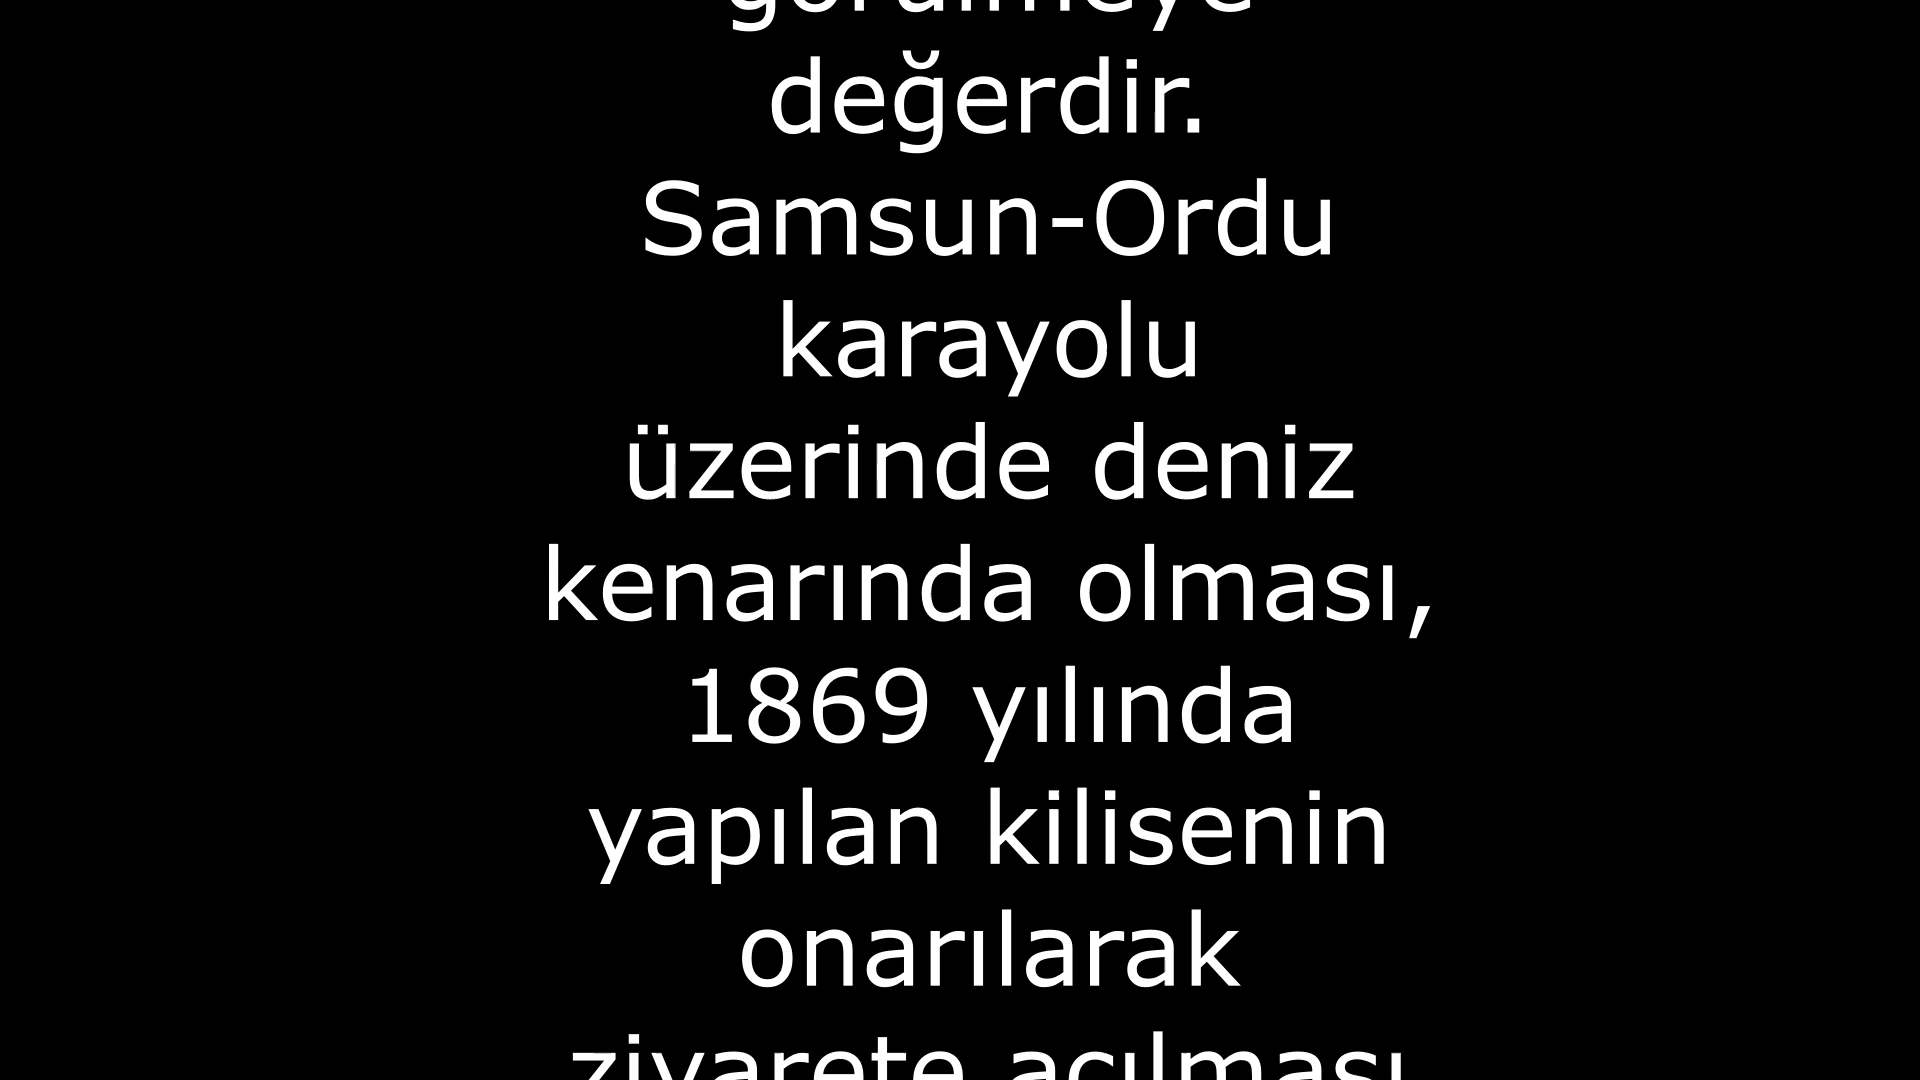 görülmeye
değerdir.
Samsun-Ordu
karayolu
üzerinde deniz
kenarında olması,
1869 yılında
yapılan kilisenin
onarılarak
ziyarete açılması